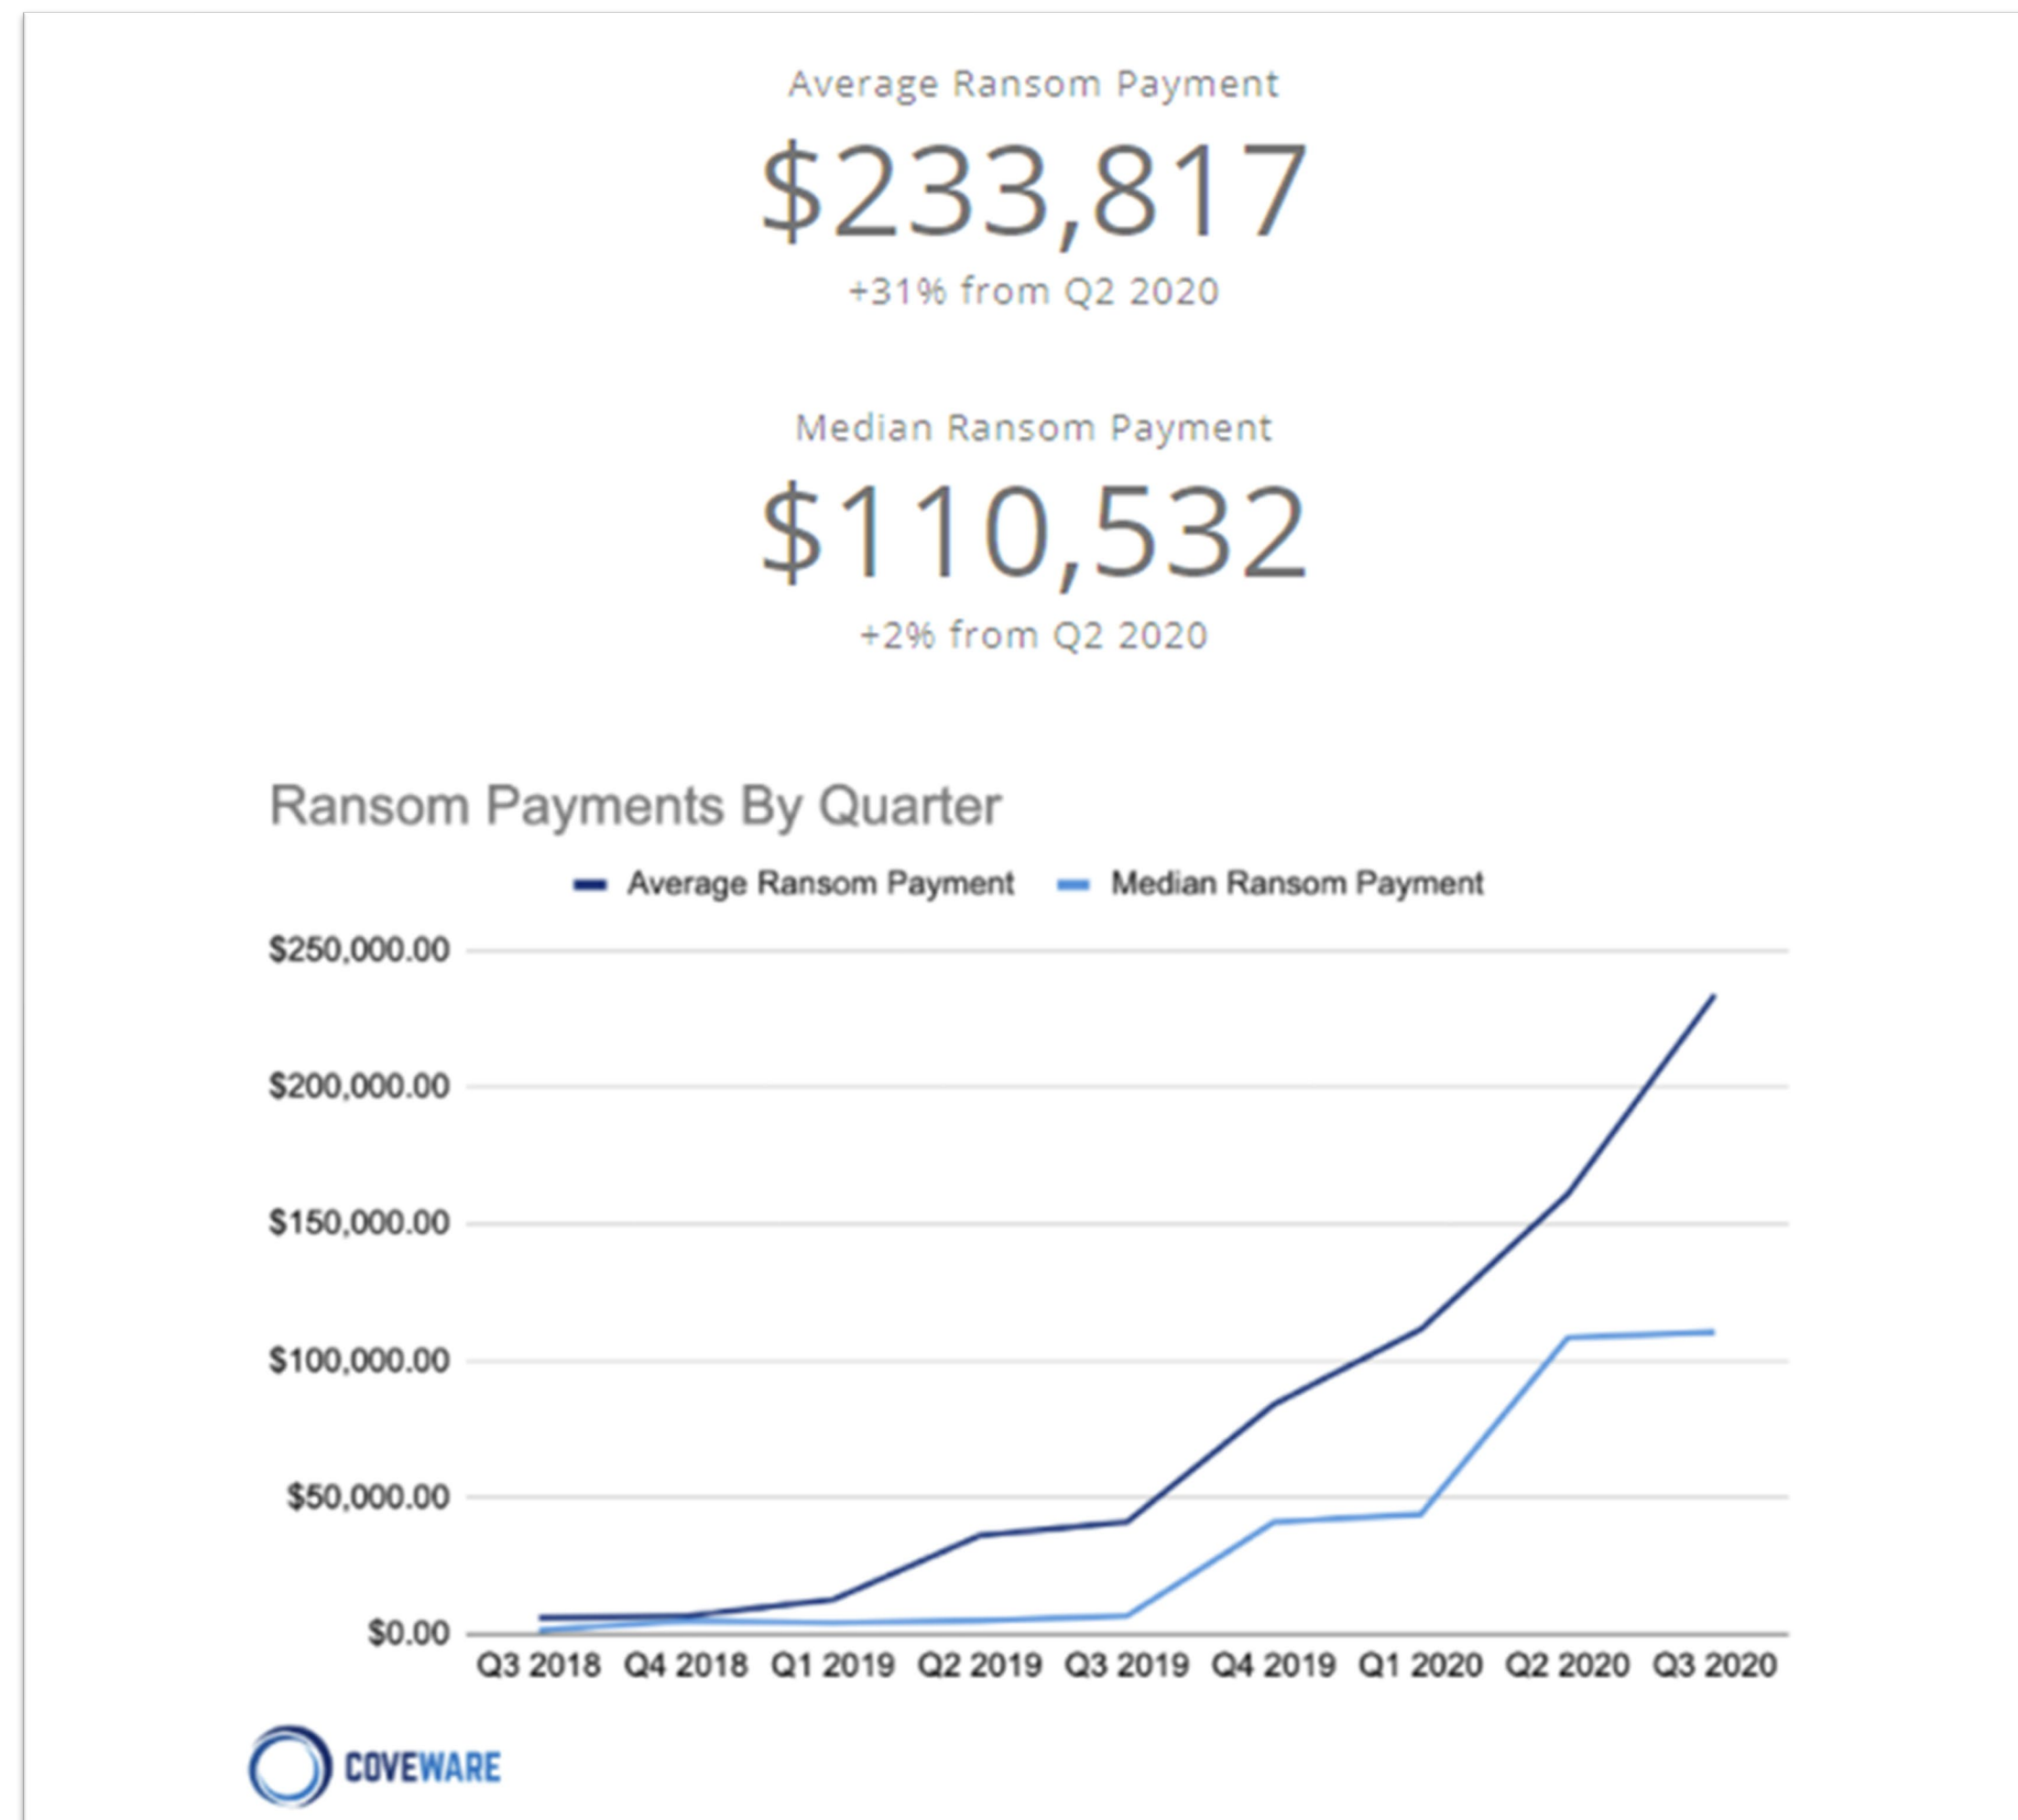 Average Ransom Payment
$233,817
+31% from Q2 2020
Median Ransom Payment
$110,532
+2% from Q2 2020
Ransom Payments By Quarter
Average Ransom Payment Median Ransom Payment
$250,000.00
$200,000.00
$150,000.00
$100,000.00
$50,000.00
$0.00
Q3 2018 Q4 2018 Q1 2019 Q2 2019 Q3 2019 Q4 2019 Q1 2020 Q2 2020 Q3 2020
COVEWARE